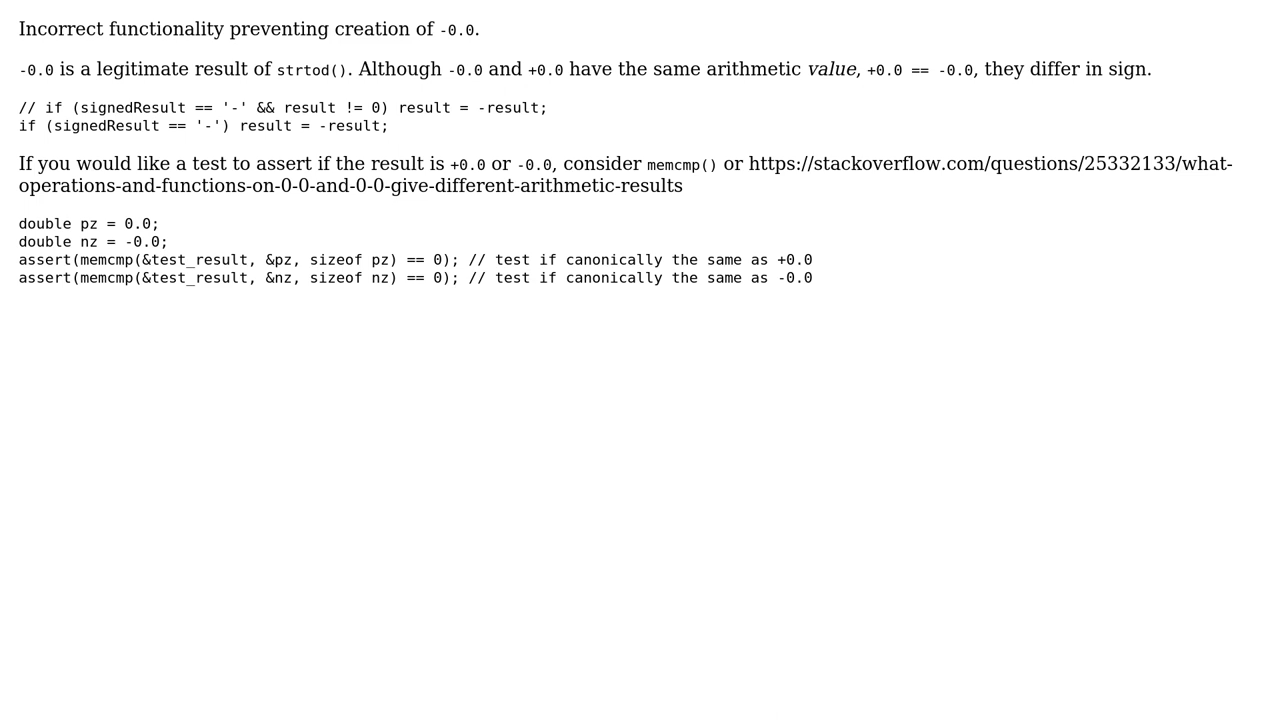 Incorrect functionality preventing creation of -0.0.
-0.0 is a legitimate result of strtod(). Although -0.0 and +0.0 have the same arithmetic value, +0.0 == -0.0, they differ in sign.
// if (signedResult == '-' && result != 0) result = -result;
if (signedResult == '-') result = -result;
If you would like a test to assert if the result is +0.0 or -0.0, consider memcmp() or https://stackoverflow.com/questions/25332133/what-
operations-and-functions-on-0-0-and-0-0-give-different-arithmetic-results
double pz = 0.0;
double nz = -0.0;
assert(memcmp(&test_result, &pz, sizeof pz) == 0); // test if canonically the same as +0.0
assert(memcmp(&test_result, &nz, sizeof nz) == 0); // test if canonically the same as -0.0